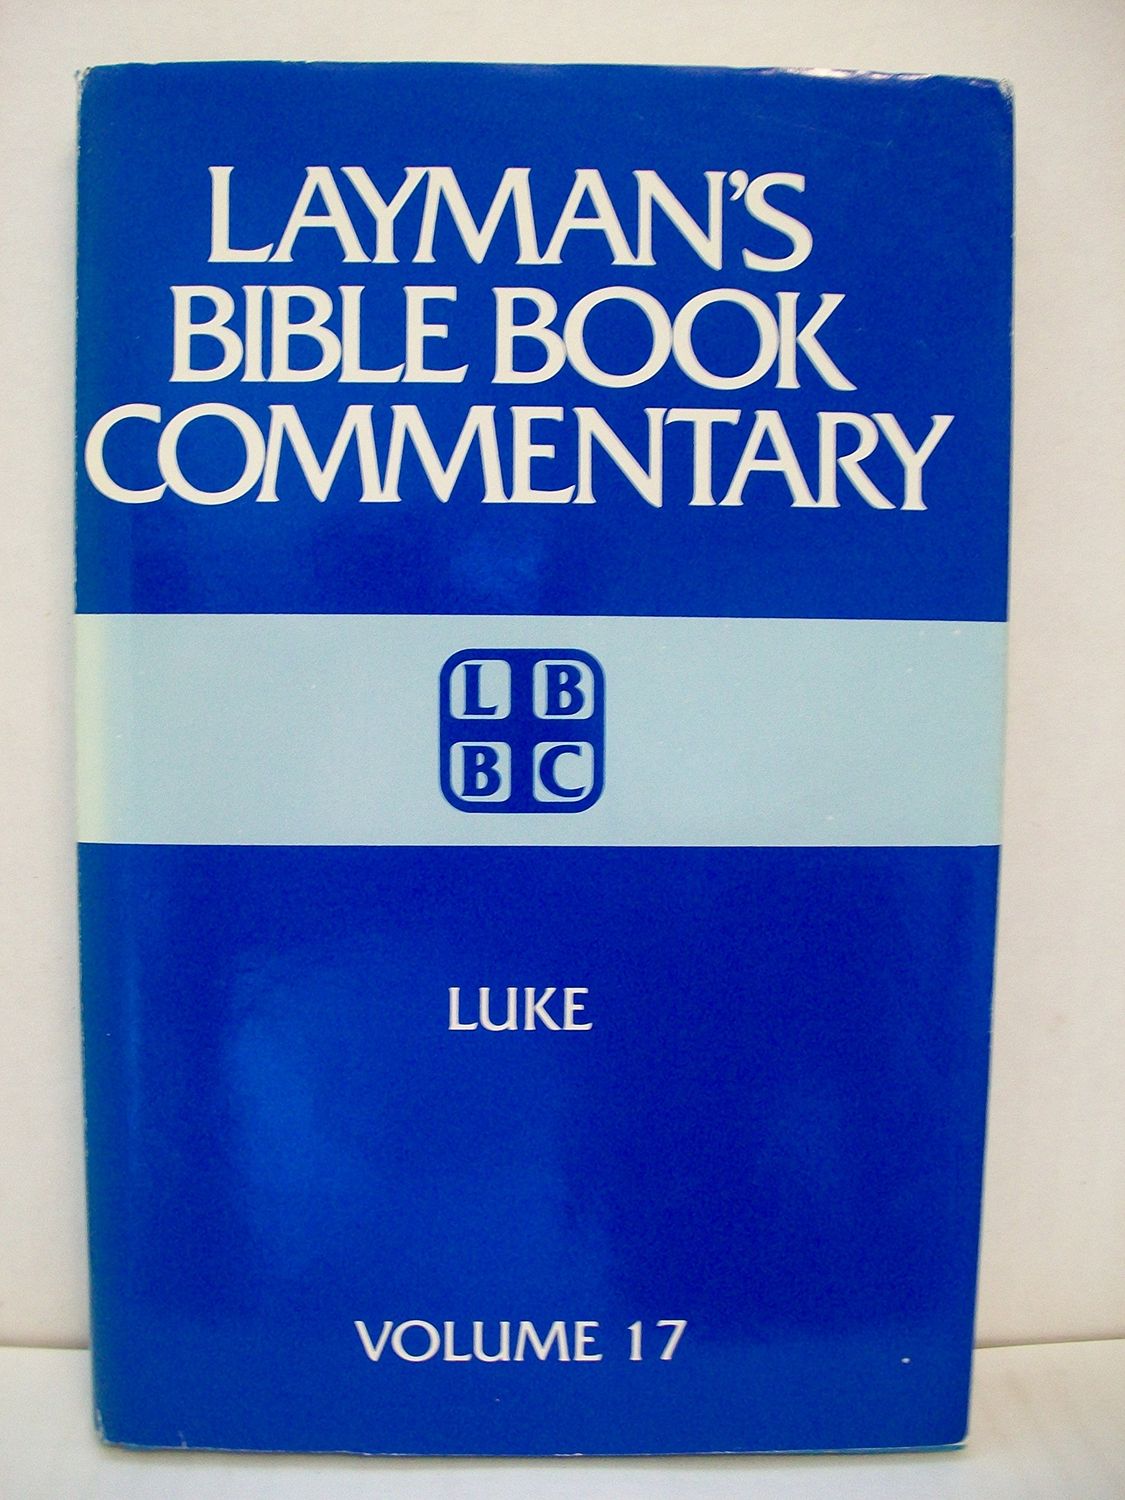 LAYMAN'S
BIBLE BOOK
COMMENTARY
L B
B C
LUKE
VOLUME 17